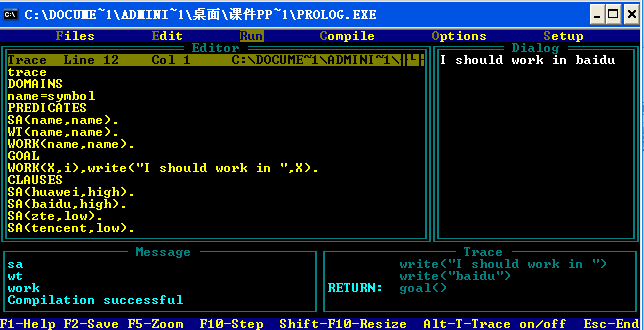 C:\DOCUME~1\ADMINI~1\桌面\课件PP~1\PROLOG.EXE
Files Edit Run Compile Options Setup
Editor
Trace Line 12 Col 1 C:\DOCUME~1\ADMINI~1\
trace
DOMAINS
name=symbol
PREDICATES
SA(name,name).
WT(name,name).
WORK(name,name).
GOAL
WORK(X,i),write("I should work in ",X).
CLAUSES
SA(huawei,high).
SA(baidu,high).
SA(zte,low).
SA(tencent,low).
Dialog
I should work in baidu
Message
sa
wt
work
Compilation successful
Trace
write("I should work in ")
write("baidu")
RETURN: goal()
F1-Help F2-Save F5-Zoom F10-Step Shift-F10-Resize Alt-T-Trace on/off Esc-End